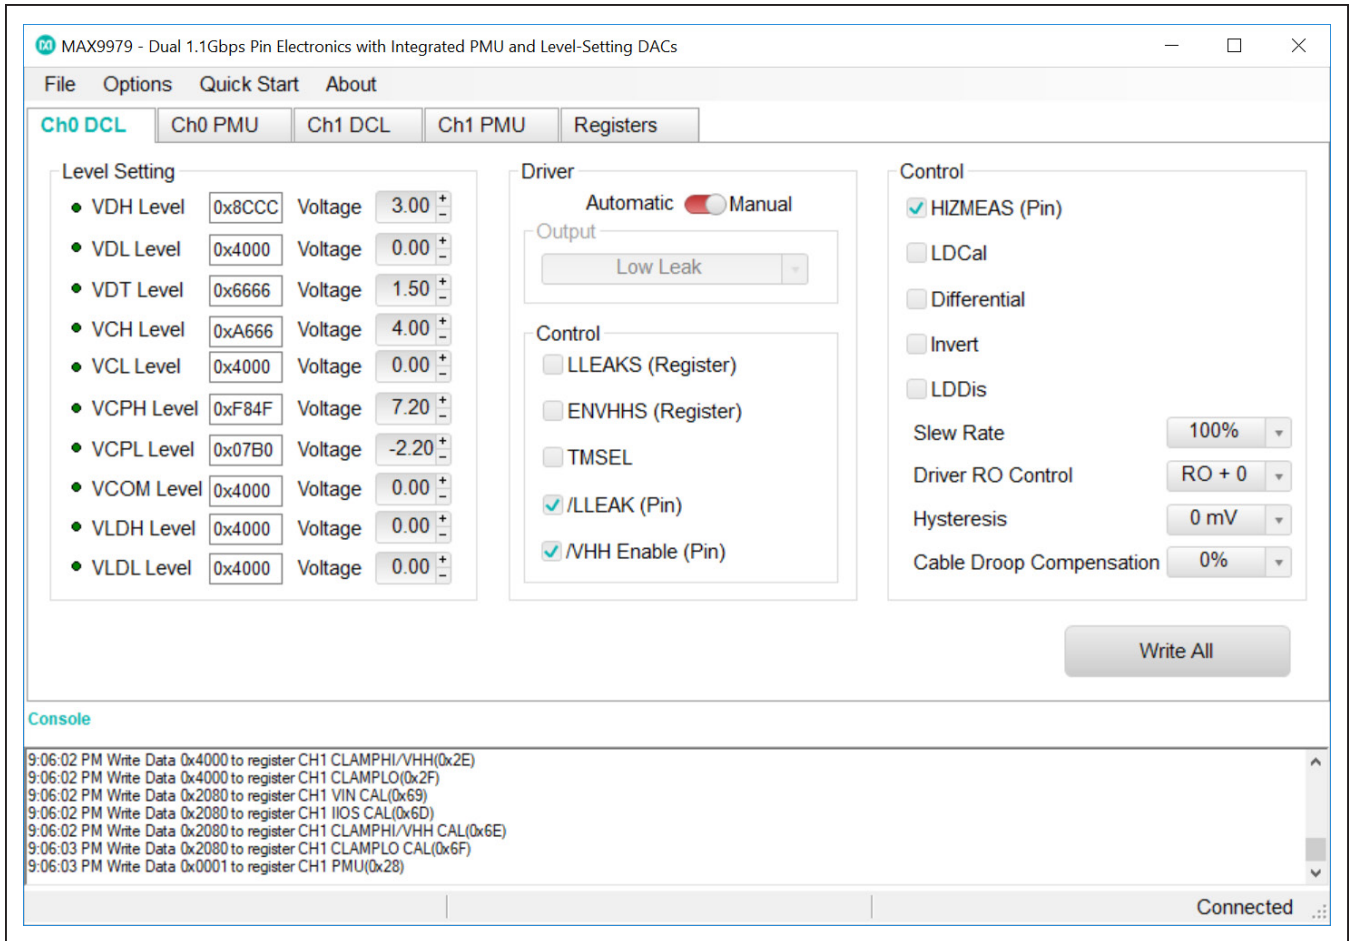 MAX9979 - Dual 1.1Gbps Pin Electronics with Integrated PMU and Level-Setting DACs
File Options Quick Start About
Ch0 DCL Ch0 PMU Ch1 DCL Ch1 PMU Registers
Level Setting
VDH Level 0x8CCC Voltage 3.00
VDL Level 0x4000 Voltage 0.00
VDT Level 0x6666 Voltage 1.50
VCH Level 0xA666 Voltage 4.00
VCL Level 0x4000 Voltage 0.00
VCPH Level 0xF84F Voltage 7.20
VCPL Level 0x07B0 Voltage -2.20
VCOM Level 0x4000 Voltage 0.00
VLDH Level 0x4000 Voltage 0.00
VLDL Level 0x4000 Voltage 0.00
Driver
Automatic Manual
Output
Low Leak
Control
LLEAKS (Register)
ENVHHS (Register)
TMSEL
/LLEAK (Pin)
/VHH Enable (Pin)
Control
HIZMEAS (Pin)
LDCal
Differential
Invert
LDDis
Slew Rate 100%
Driver RO Control RO + 0
Hysteresis 0 mV
Cable Droop Compensation 0%
Write All
Console
9:06:02 PM Write Data 0x4000 to register CH1 CLAMPHI/VHH(0x2E)
9:06:02 PM Write Data 0x4000 to register CH1 CLAMPLO(0x2F)
9:06:02 PM Write Data 0x2080 to register CH1 VIN CAL(0x69)
9:06:02 PM Write Data 0x2080 to register CH1 IIOS CAL(0x6D)
9:06:02 PM Write Data 0x2080 to register CH1 CLAMPHI/VHH CAL(0x6E)
9:06:03 PM Write Data 0x2080 to register CH1 CLAMPLO CAL(0x6F)
9:06:03 PM Write Data 0x0001 to register CH1 PMU(0x28)
Connected